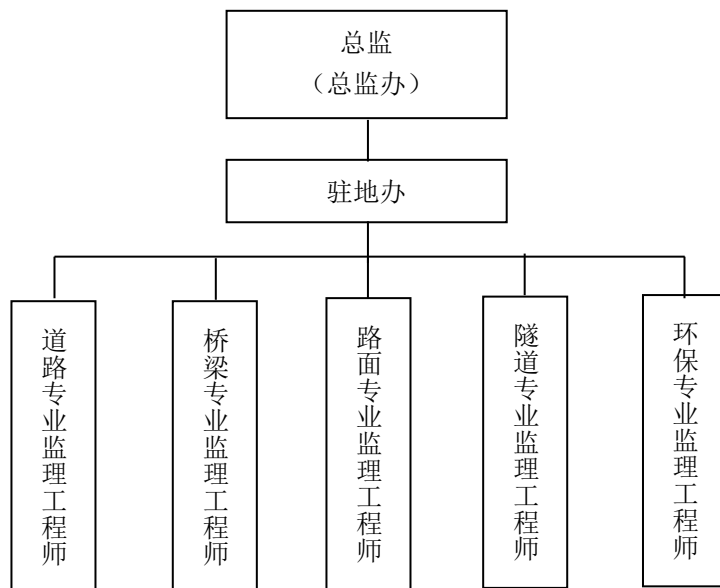 总监
（总监办）
驻地办
道路专业监理工程师
桥梁专业监理工程师
路面专业监理工程师
隧道专业监理工程师
环保专业监理工程师